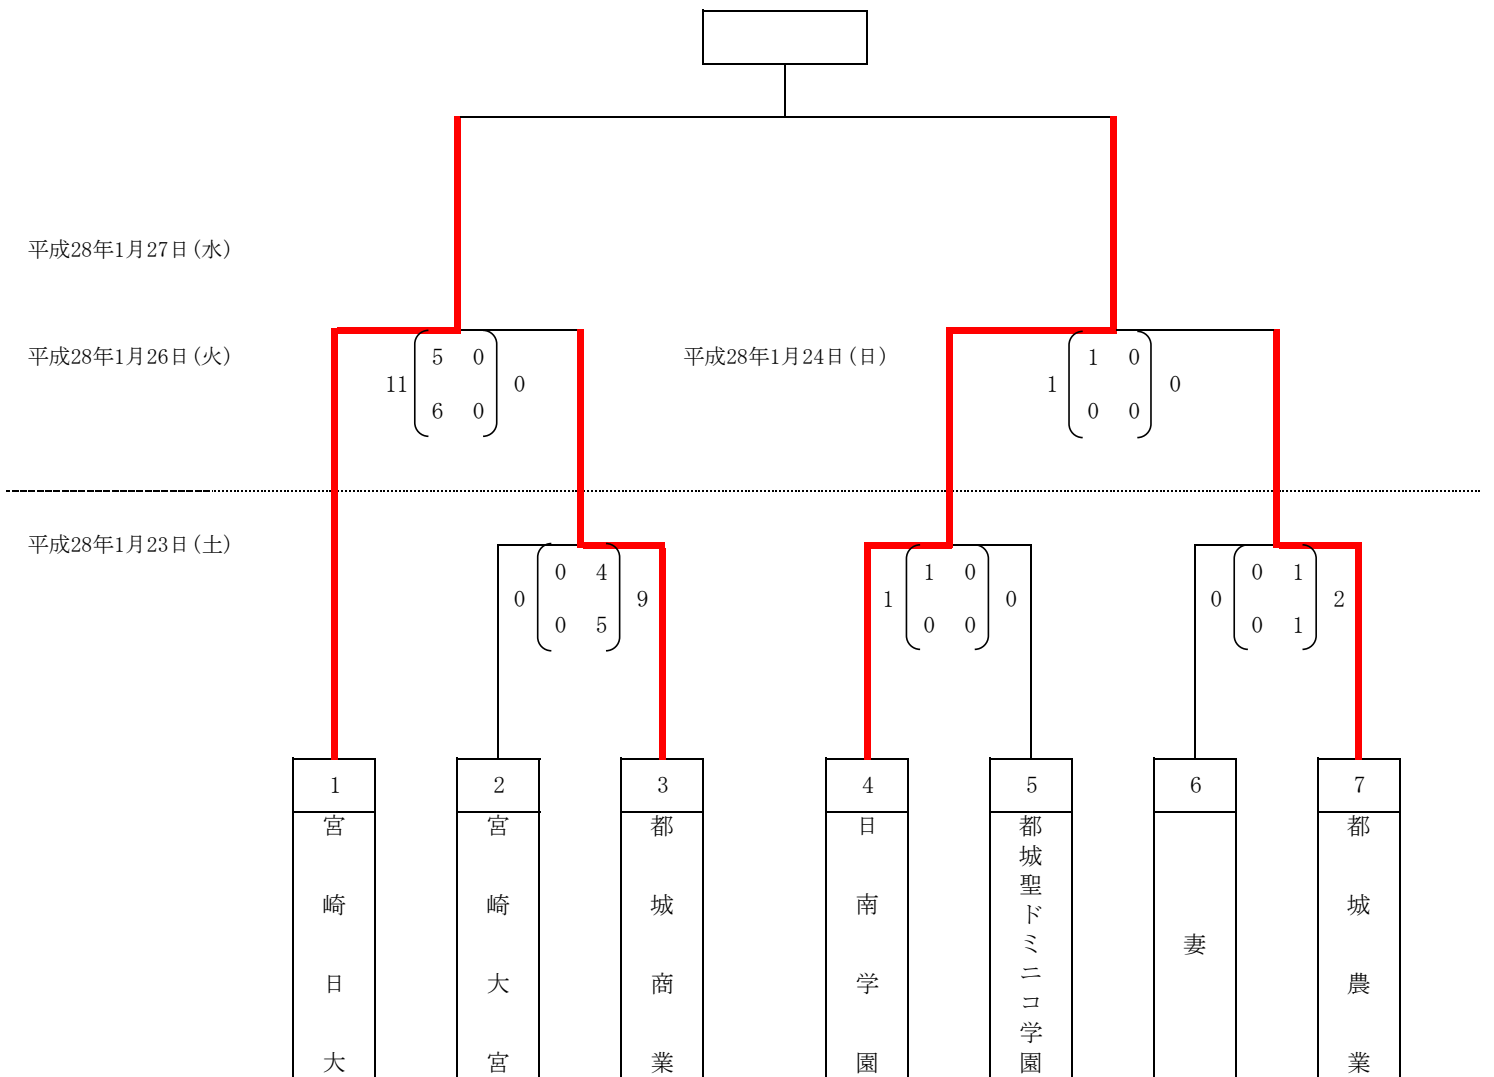 平成28年1月27日(水)
平成28年1月26日(火)
5 0
11 0
6 0
平成28年1月24日(日)
1 0
1 0
0 0
平成28年1月23日(土)
0 4
0 9
0 5
1 0
1 0
0 0
0 1
0 2
0 1
1
宮崎日大
2
宮崎大宮
3
都城商業
4
日南学園
5
都城聖ドミニコ学園
6
妻
7
都城農業